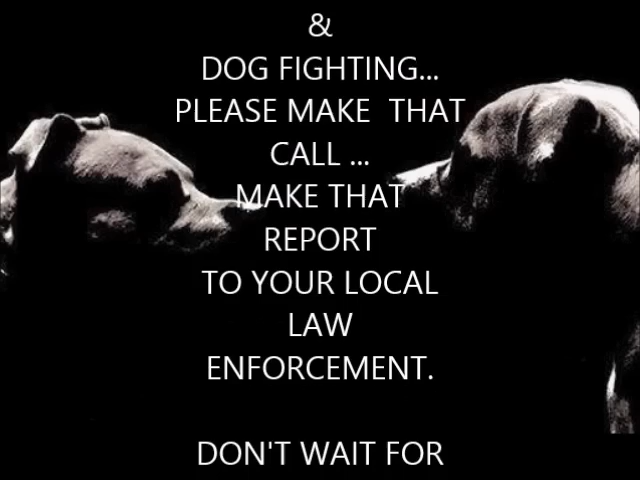 &
DOG FIGHTING...
PLEASE MAKE  THAT
CALL ...
MAKE THAT
REPORT
TO YOUR LOCAL
LAW
ENFORCEMENT.
DON'T WAIT FOR